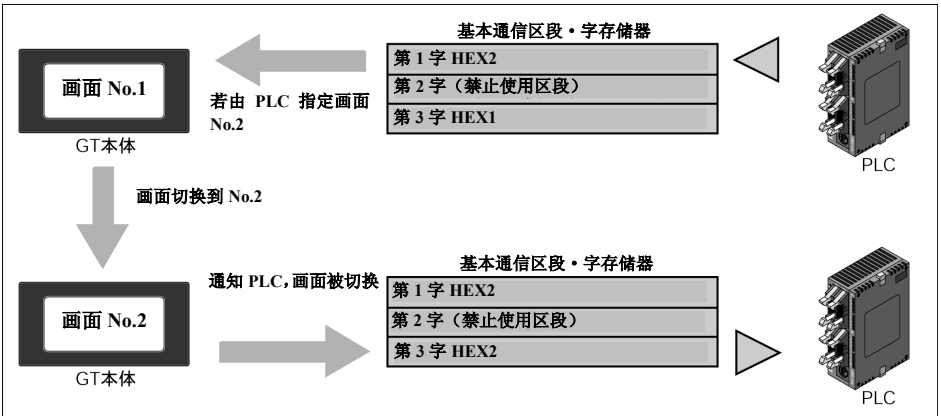 基本通信区段·字存储器
第 1 字 HEX2
第 2 字（禁止使用区段）
第 3 字 HEX1
画面 No.1
若由 PLC 指定画面
No.2
GT本体
PLC
画面切换到 No.2
基本通信区段·字存储器
通知 PLC，画面被切换
第 1 字 HEX2
第 2 字（禁止使用区段）
第 3 字 HEX2
画面 No.2
GT本体
PLC